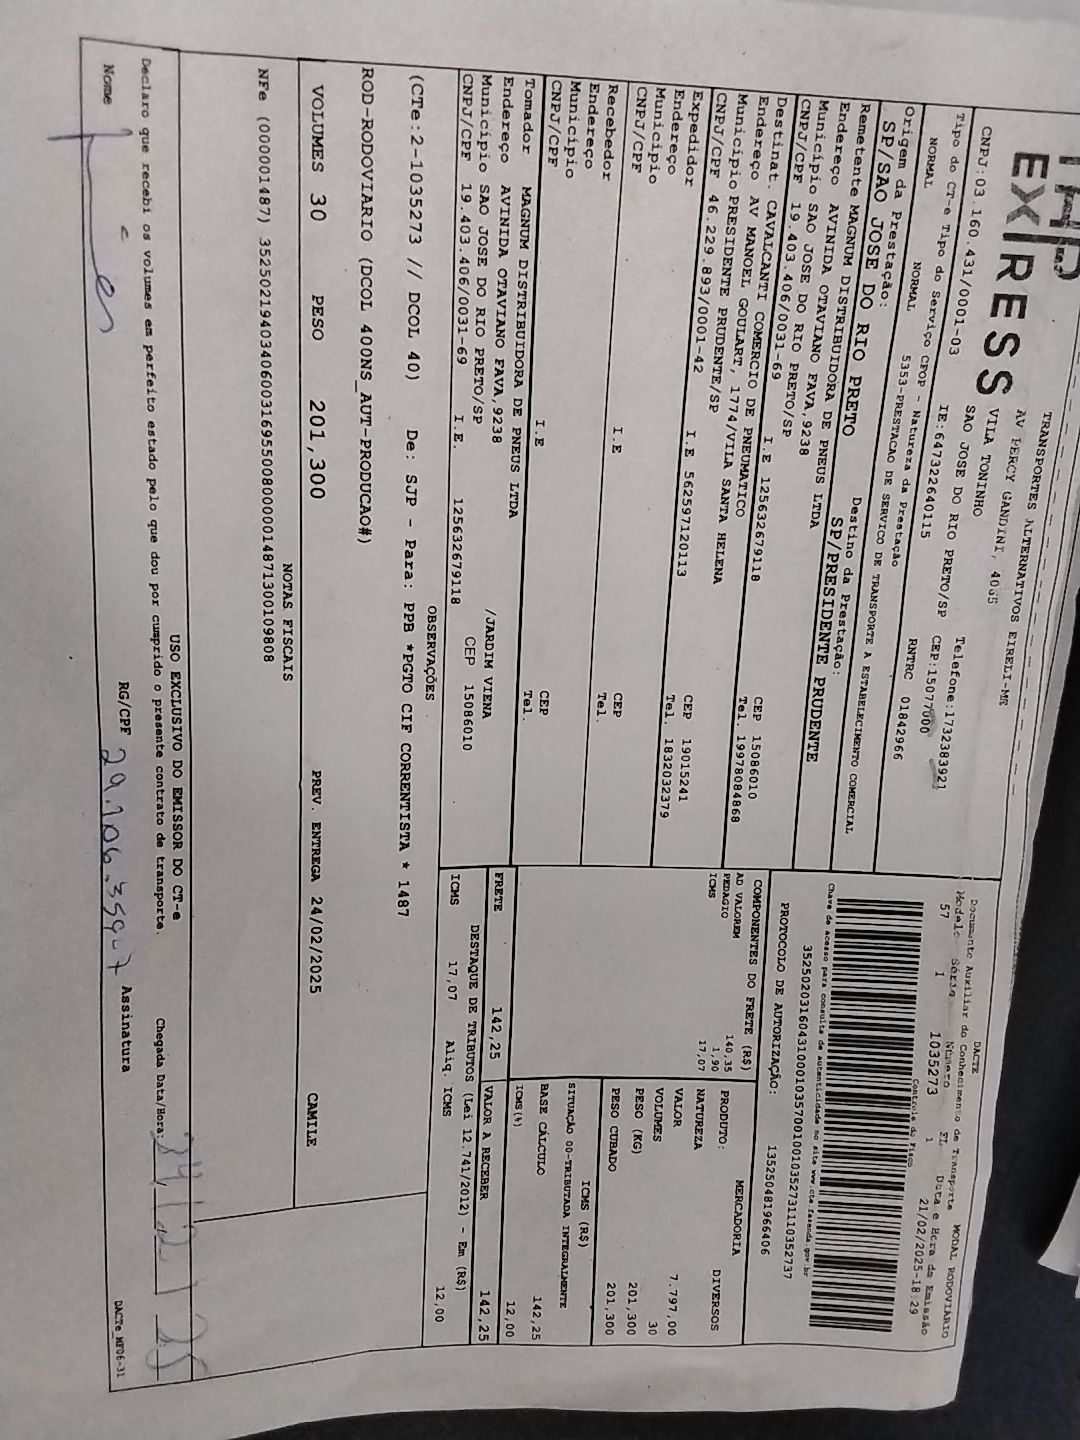 TAP
EXPRESS
TRANSPORTES ALTERNATIVOS EIRELI-ME
AV PERCY GANDINI, 4065
VILA TONINHO
SAO JOSE DO RIO PRETO/SP
Telefone:1732383921
CNPJ:03.160.431/0001-03
IE:647322640115
CEP:15077000
Tipo do CT-e Tipo do Serviço CFOP - Natureza da Prestação
RNTRC 01842966
NORMAL NORMAL 5353-PRESTACAO DE SERVICO DE TRANSPORTE A ESTABELECIMENTO COMERCIAL
Origem da Prestação: Destino da Prestação:
SP/SAO JOSE DO RIO PRETO SP/PRESIDENTE PRUDENTE
DACTE
Documento Auxiliar do Conhecimento de Transporte MODAL RODOVIÁRIO
Modelo Série Número FL Data e Hora de Emissão
57 1 1035273 1 21/02/2025-18:29
Controle do Fisco
Chave de acesso para consulta de autenticidade no site www.cte.fazenda.gov.br
PROTOCOLO DE AUTORIZAÇÃO: 135250481966406
Remetente MAGNUM DISTRIBUIDORA DE PNEUS LTDA
Endereço AVINIDA OTAVIANO FAVA,9238
Município SAO JOSE DO RIO PRETO/SP CEP 15086010
CNPJ/CPF 19.403.406/0031-69 I.E 125632679118 Tel. 19978084868
Destinat. CAVALCANTI COMERCIO DE PNEUMATICO
Endereço AV MANOEL GOULART, 1774/VILA SANTA HELENA
Município PRESIDENTE PRUDENTE/SP CEP 19015241
CNPJ/CPF 46.229.893/0001-42 I.E 562597120113 Tel. 1832032379
Expedidor
Endereço
Município CEP
CNPJ/CPF I.E Tel.
Recebedor
Endereço
Município CEP
CNPJ/CPF I.E Tel.
Tomador MAGNUM DISTRIBUIDORA DE PNEUS LTDA
Endereço AVINIDA OTAVIANO FAVA,9238 /JARDIM VIENA
Município SAO JOSE DO RIO PRETO/SP CEP 15086010
CNPJ/CPF 19.403.406/0031-69 I.E. 125632679118
COMPONENTES DO FRETE (R$)
AD VALOREM 140,35
PEDAGIO 1,90
ICMS 17,07
FRETE 142,25
PRODUTO: MERCADORIA
NATUREZA DIVERSOS
VALOR 7.797,00
VOLUMES 30
PESO (KG) 201,300
PESO CUBADO 201,300
ICMS (R$)
SITUAÇÃO 00-TRIBUTADA INTEGRALMENTE
BASE CÁLCULO 142,25
ICMS(%) 12,00
VALOR A RECEBER 142,25
DESTAQUE DE TRIBUTOS (Lei 12.741/2012) - Em (R$)
ICMS 17,07 Aliq. ICMS 12,00
OBSERVAÇÕES
(CTe:2-1035273 // DCOL 40) De: SJP - Para: PPB *PGTO CIF CORRENTISTA * 1487
ROD-RODOVIARIO (DCOL 400NS_AUT-PRODUCAO#)
VOLUMES 30 PESO 201,300 PREV. ENTREGA 24/02/2025 CAMILE
NOTAS FISCAIS
NFe (000001487)
USO EXCLUSIVO DO EMISSOR DO CT-e
Declaro que recebi os volumes em perfeito estado pelo que dou por cumprido o presente contrato de transporte. Chegada Data/Hora:
Nome RG/CPF Assinatura
DACTe_MF06-31